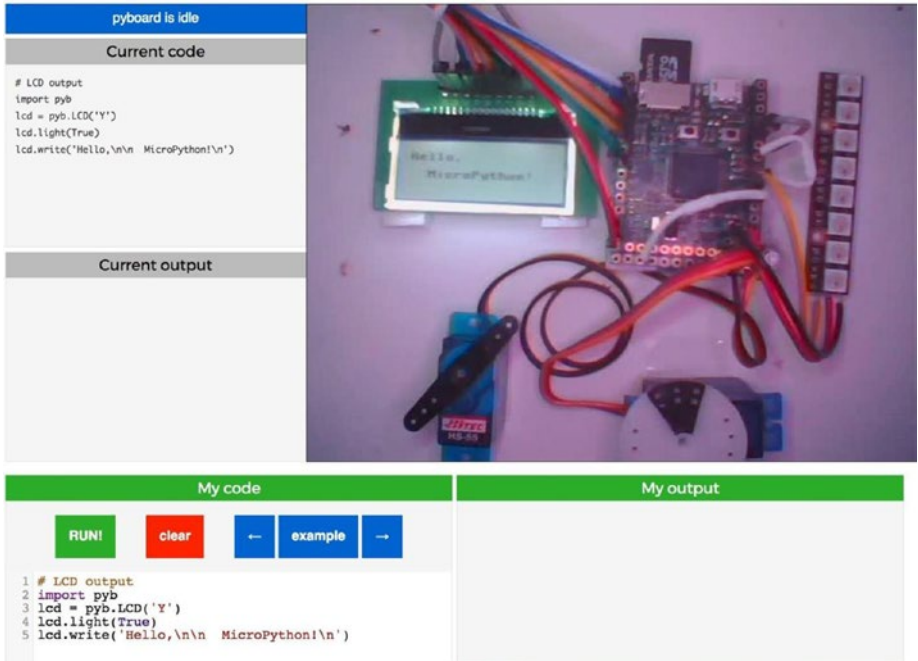 pyboard is idle
Current code
# LCD output
import pyb
lcd = pyb.LCD('Y')
lcd.light(True)
lcd.write('Hello,\n\n  MicroPython!\n')
Current output
Hello,
MicroPython!
HITEC
HS-55
My code
My output
RUN!
clear
←
example
→
1 # LCD output
2 import pyb
3 lcd = pyb.LCD('Y')
4 lcd.light(True)
5 lcd.write('Hello,\n\n  MicroPython!\n')